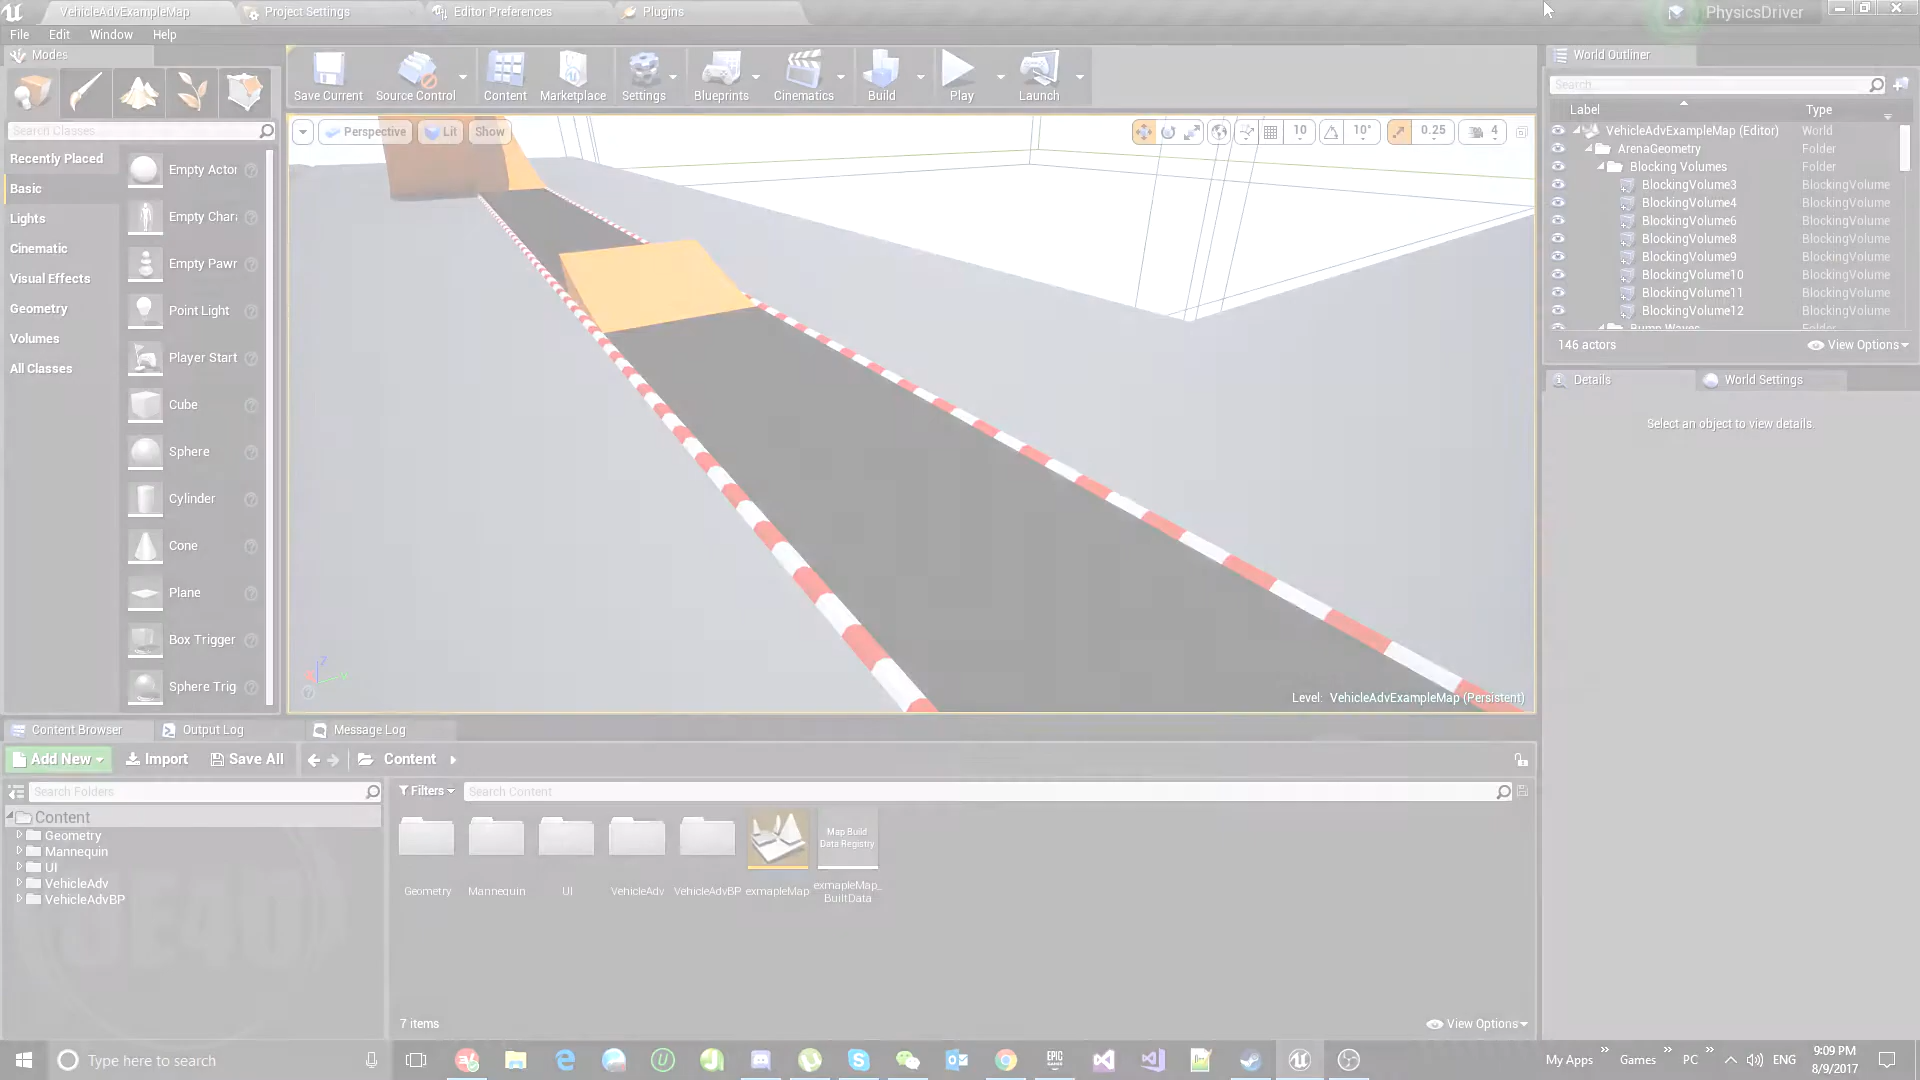 VehicleAdvExampleMap
Project Settings
Editor Preferences
Plugins
PhysicsDriver
File Edit Window Help
Modes
Search Classes
Recently Placed
Basic
Lights
Cinematic
Visual Effects
Geometry
Volumes
All Classes
Empty Actor
Empty Chara
Empty Pawn
Point Light
Player Start
Cube
Sphere
Cylinder
Cone
Plane
Box Trigger
Sphere Trig
Save Current
Source Control
Content
Marketplace
Settings
Blueprints
Cinematics
Build
Play
Launch
Perspective
Lit
Show
10
10°
0.25
4
Level: VehicleAdvExampleMap (Persistent)
World Outliner
Search...
Label Type
VehicleAdvExampleMap (Editor) World
ArenaGeometry Folder
Blocking Volumes Folder
BlockingVolume3 BlockingVolume
BlockingVolume4 BlockingVolume
BlockingVolume6 BlockingVolume
BlockingVolume8 BlockingVolume
BlockingVolume9 BlockingVolume
BlockingVolume10 BlockingVolume
BlockingVolume11 BlockingVolume
BlockingVolume12 BlockingVolume
Bump Waves Folder
146 actors
View Options
Details
World Settings
Select an object to view details.
Content Browser
Output Log
Message Log
Add New
Import
Save All
Content
Search Folders
Content
Geometry
Mannequin
UI
VehicleAdv
VehicleAdvBP
Filters
Search Content
Geometry
Mannequin
UI
VehicleAdv
VehicleAdvBP
exmapleMap
Map Build
Data Registry
exmapleMap_
BuiltData
7 items
View Options
Type here to search
EPIC
My Apps
Games
PC
ENG
9:09 PM
8/9/2017